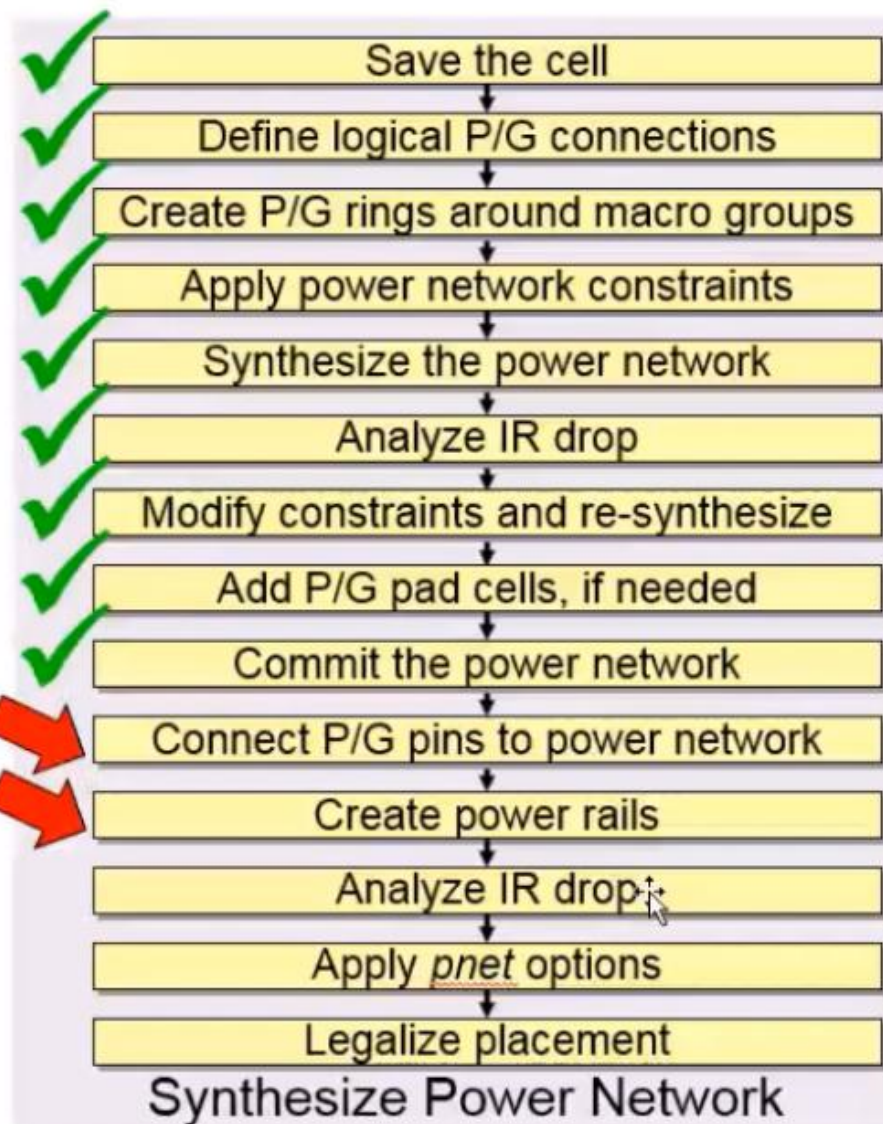 Save the cell
Define logical P/G connections
Create P/G rings around macro groups
Apply power network constraints
Synthesize the power network
Analyze IR drop
Modify constraints and re-synthesize
Add P/G pad cells, if needed
Commit the power network
Connect P/G pins to power network
Create power rails
Analyze IR drop
Apply pnet options
Legalize placement
Synthesize Power Network